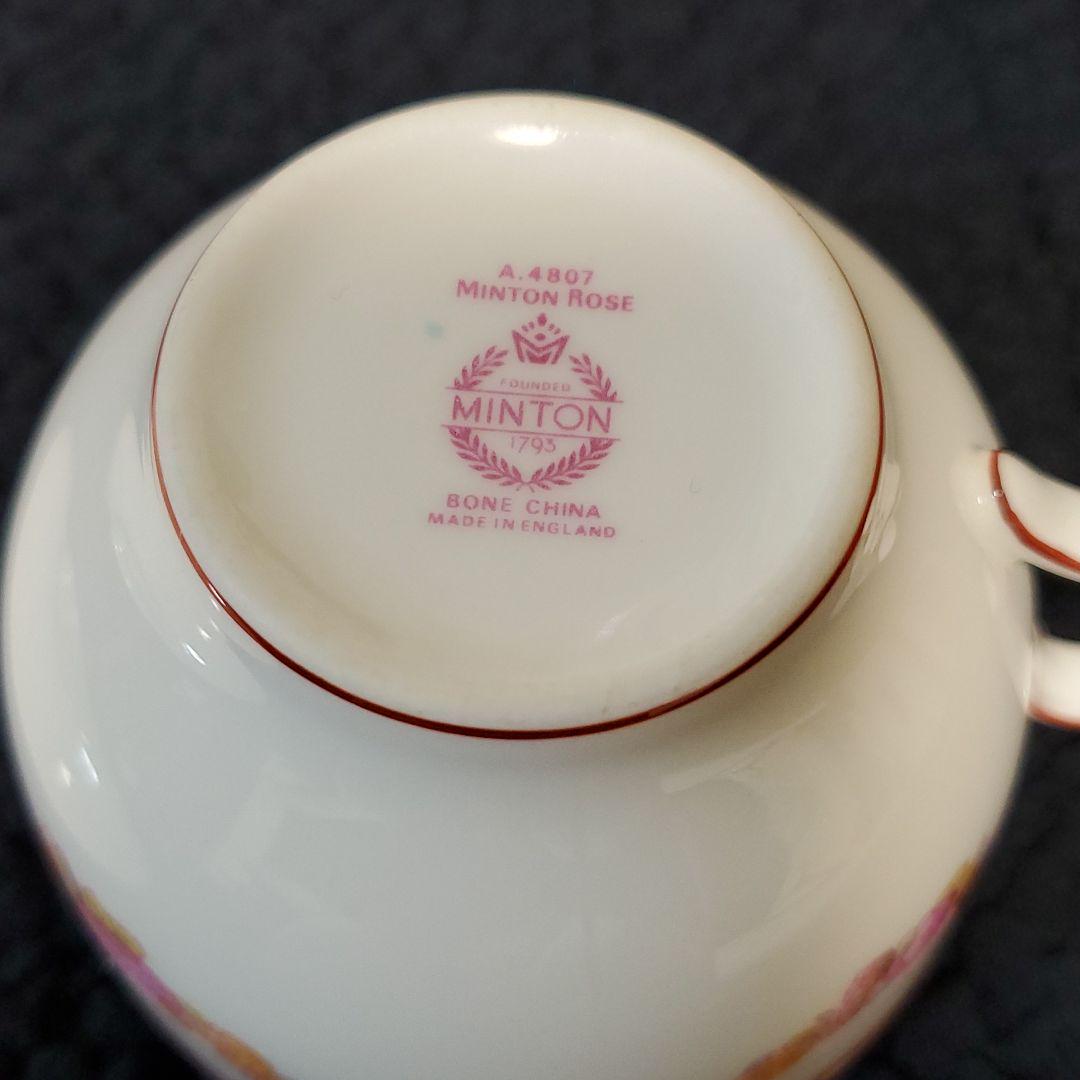 A.4807
MINTON ROSE
FOUNDED
MINTON
1793
BONE CHINA
MADE IN ENGLAND